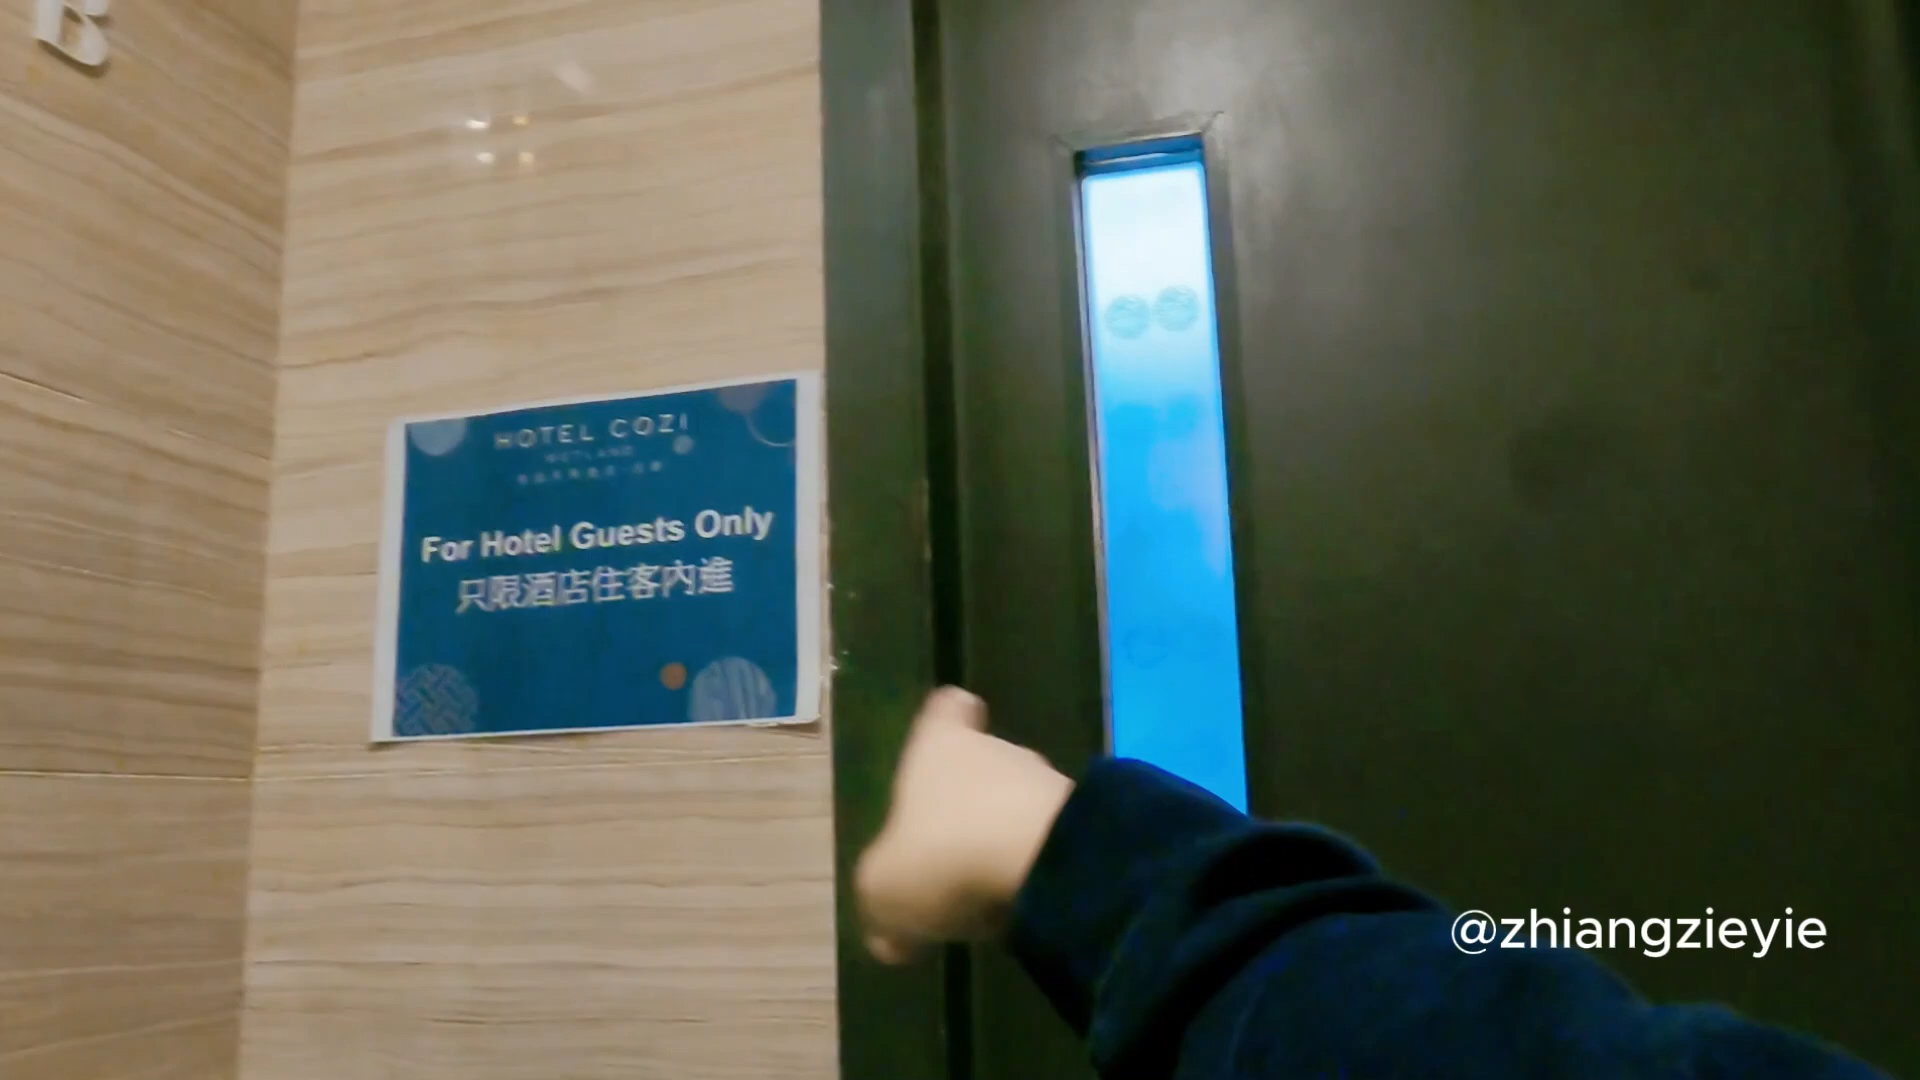 B
HOTEL COZI
WETLAND
For Hotel Guests Only
只限酒店住客內進
@zhiangzieyie